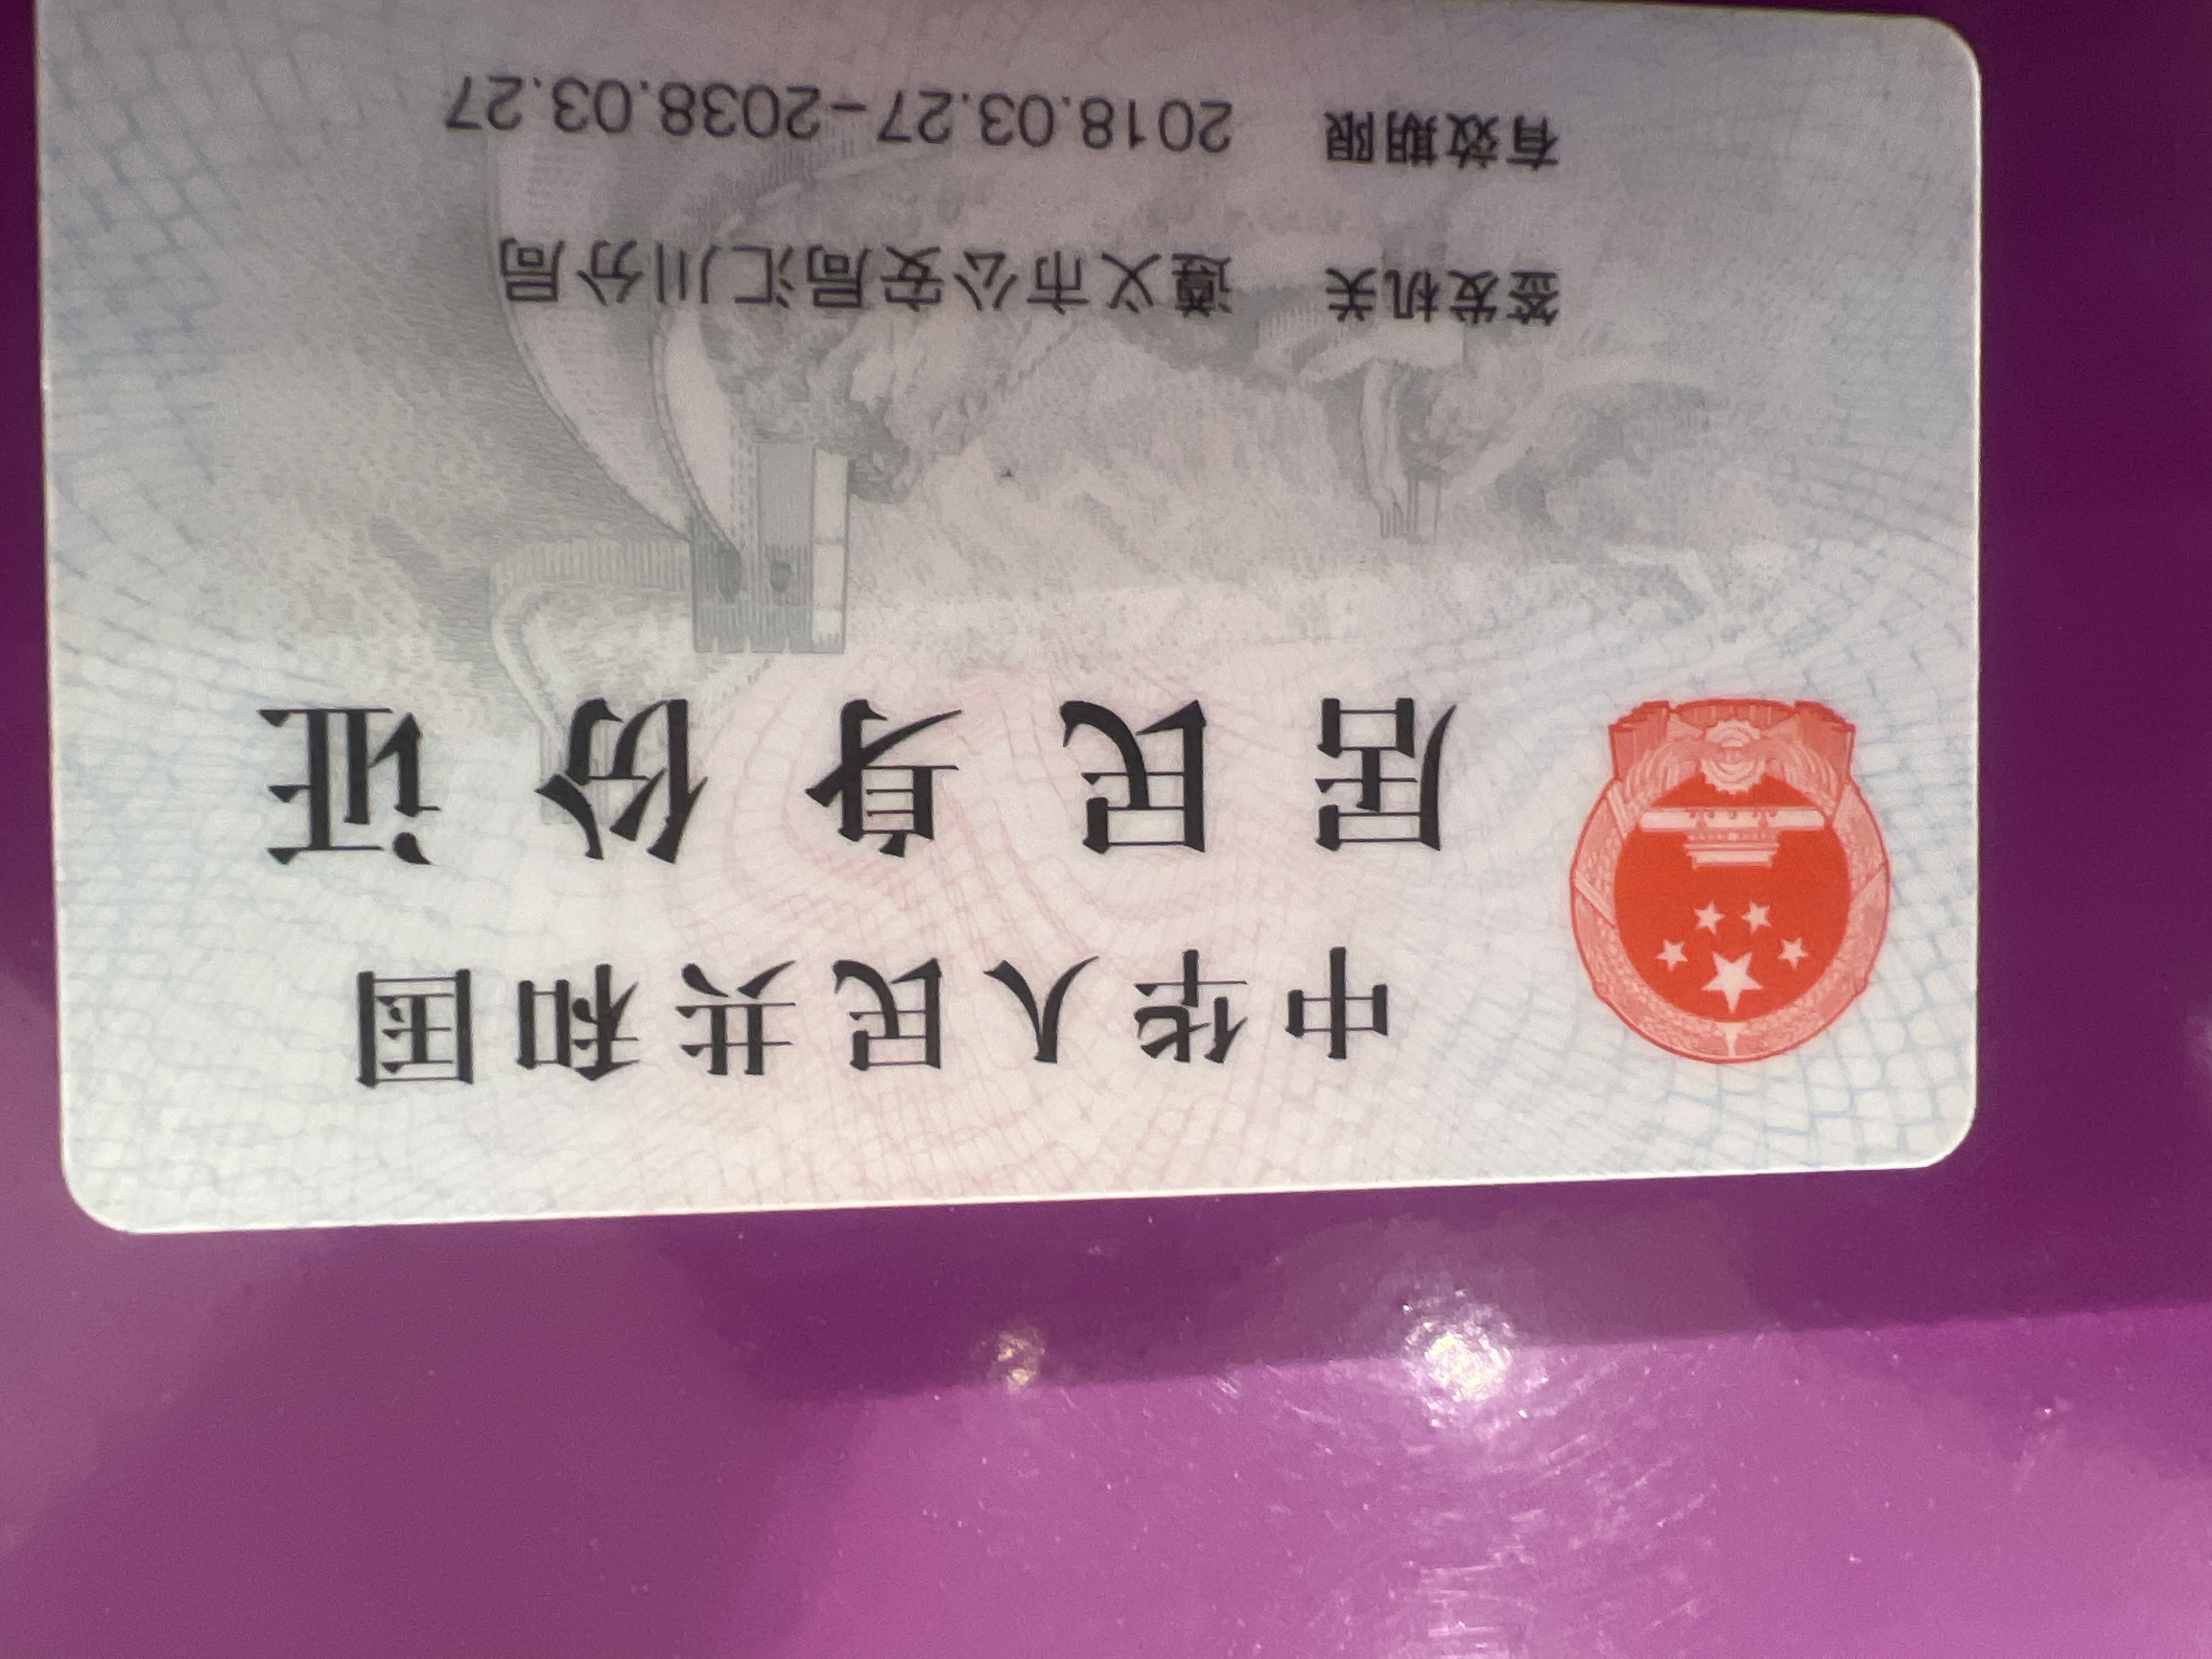 中华人民共和国
居民身份证
签发机关 遵义市公安局汇川分局
有效期限 2018.03.27-2038.03.27